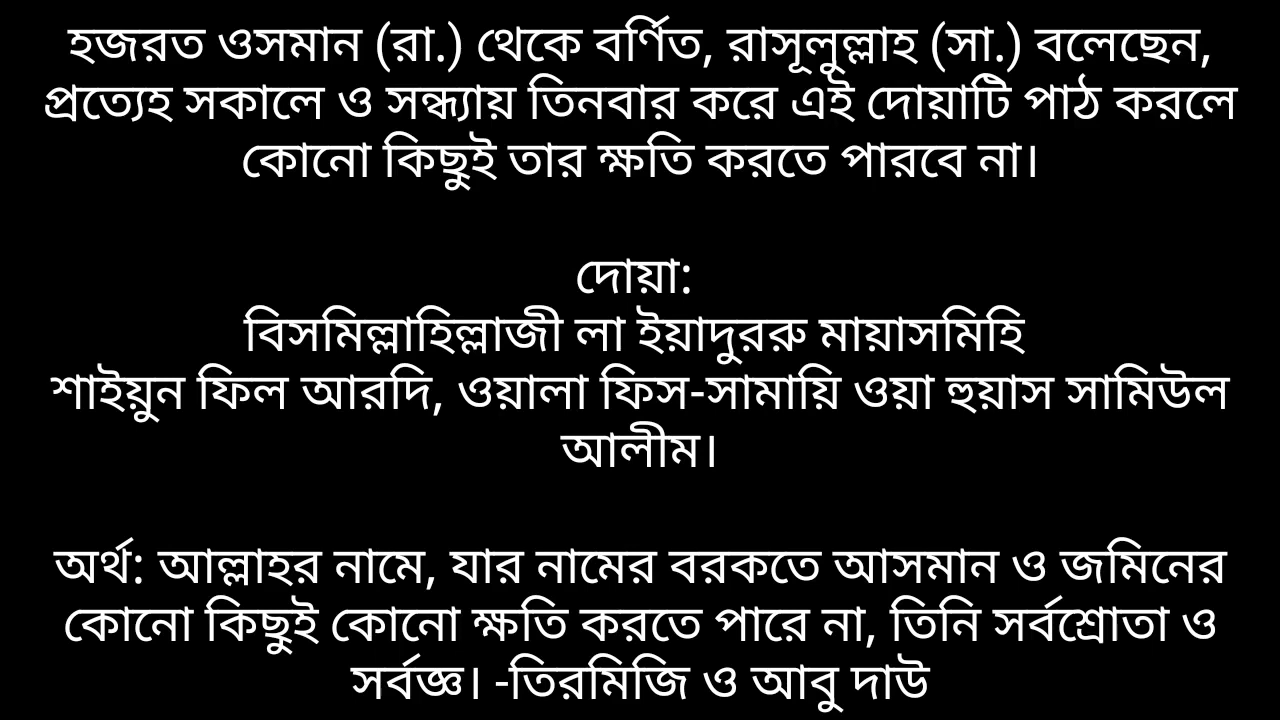 হজরত ওসমান (রা.) থেকে বর্ণিত, রাসূলুল্লাহ (সা.) বলেছেন,
প্রত্যেহ সকালে ও সন্ধ্যায় তিনবার করে এই দোয়াটি পাঠ করলে
কোনো কিছুই তার ক্ষতি করতে পারবে না।
দোয়া:
বিসমিল্লাহিল্লাজী লা ইয়াদুররু মায়াসমিহি
শাইয়ুন ফিল আরদি, ওয়ালা ফিস-সামায়ি ওয়া হুয়াস সামিউল
আলীম।
অর্থ: আল্লাহর নামে, যার নামের বরকতে আসমান ও জমিনের
কোনো কিছুই কোনো ক্ষতি করতে পারে না, তিনি সর্বশ্রোতা ও
সর্বজ্ঞ। -তিরমিজি ও আবু দাউ